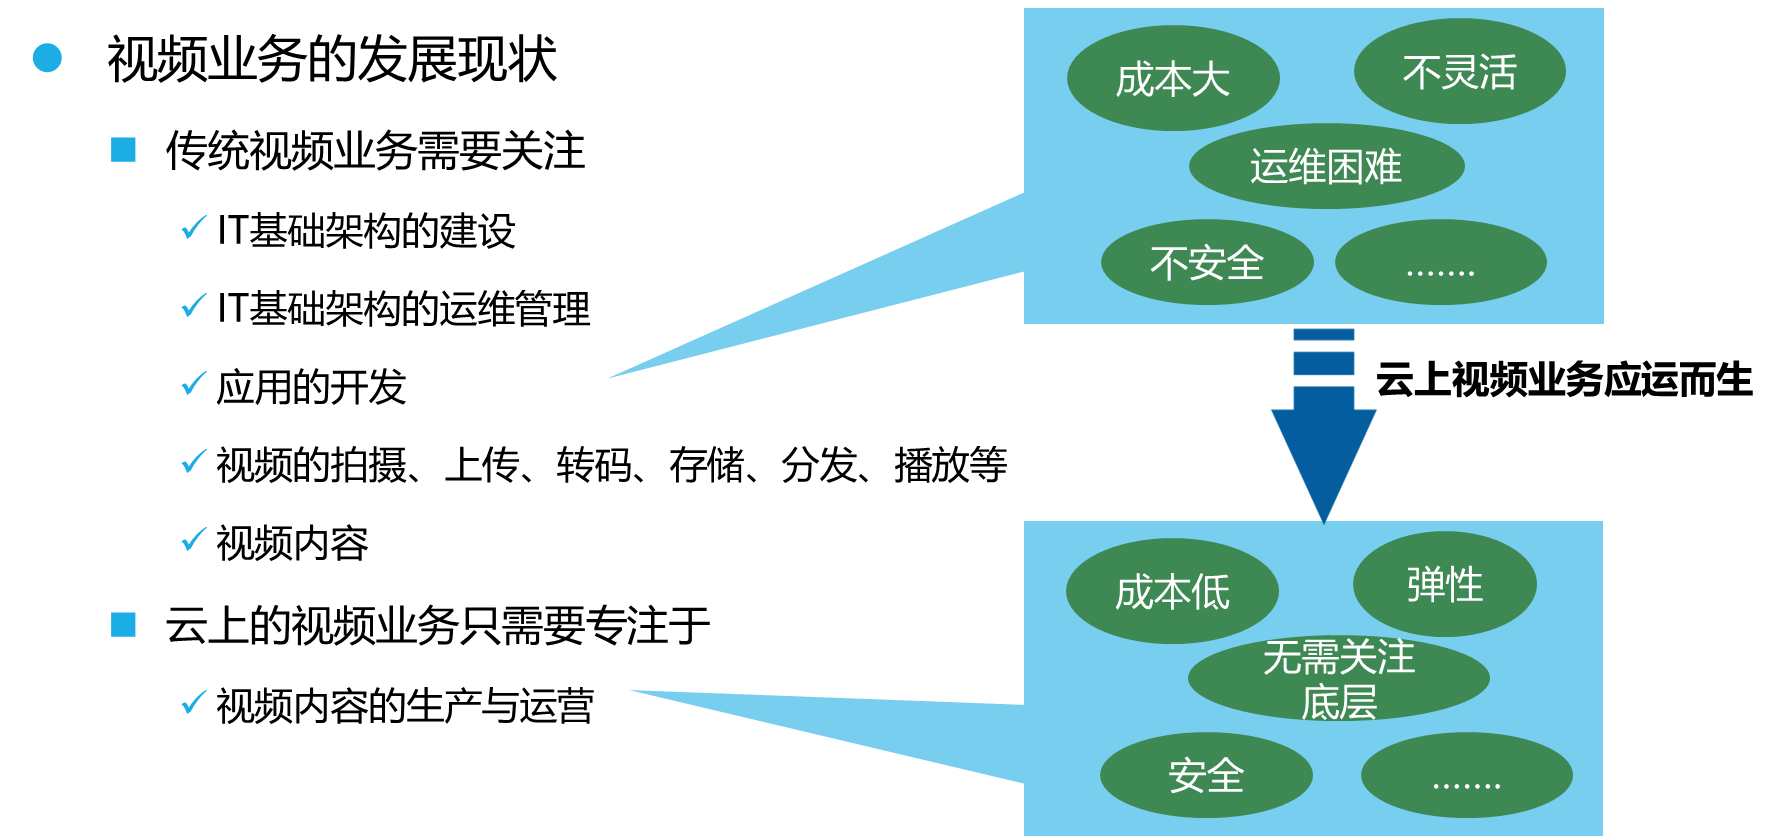 视频业务的发展现状
传统视频业务需要关注
IT基础架构的建设
IT基础架构的运维管理
应用的开发
视频的拍摄、上传、转码、存储、分发、播放等
视频内容
云上的视频业务只需要专注于
视频内容的生产与运营
成本大
不灵活
运维困难
不安全
.......
云上视频业务应运而生
成本低
弹性
无需关注
底层
安全
.......